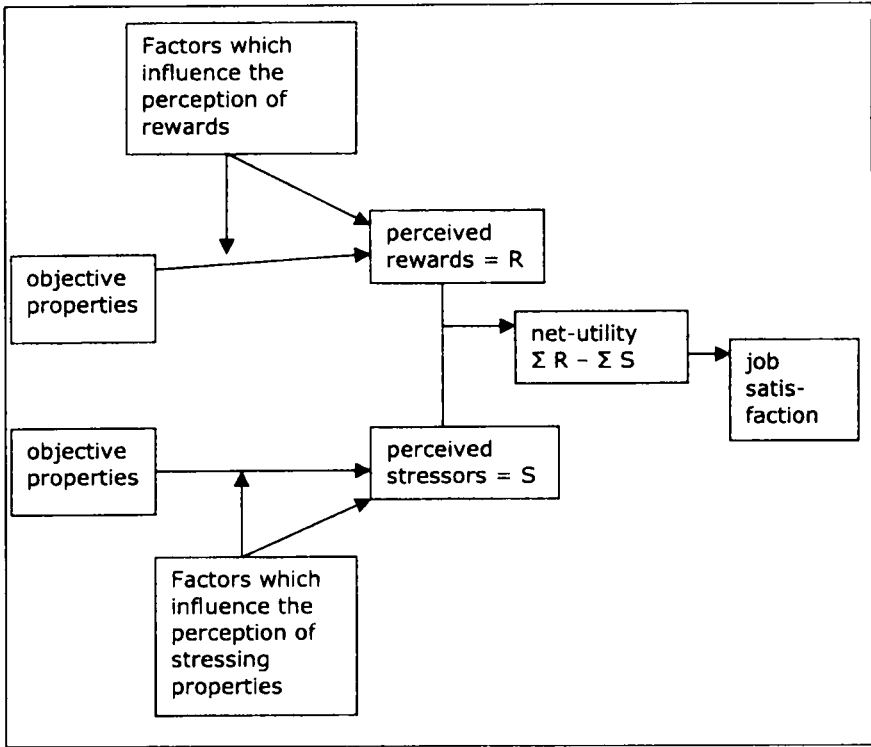 Factors which
influence the
perception of
rewards
perceived
rewards = R
objective
properties
net-utility
Σ R – Σ S
job
satis-
faction
objective
properties
perceived
stressors = S
Factors which
influence the
perception of
stressing
properties